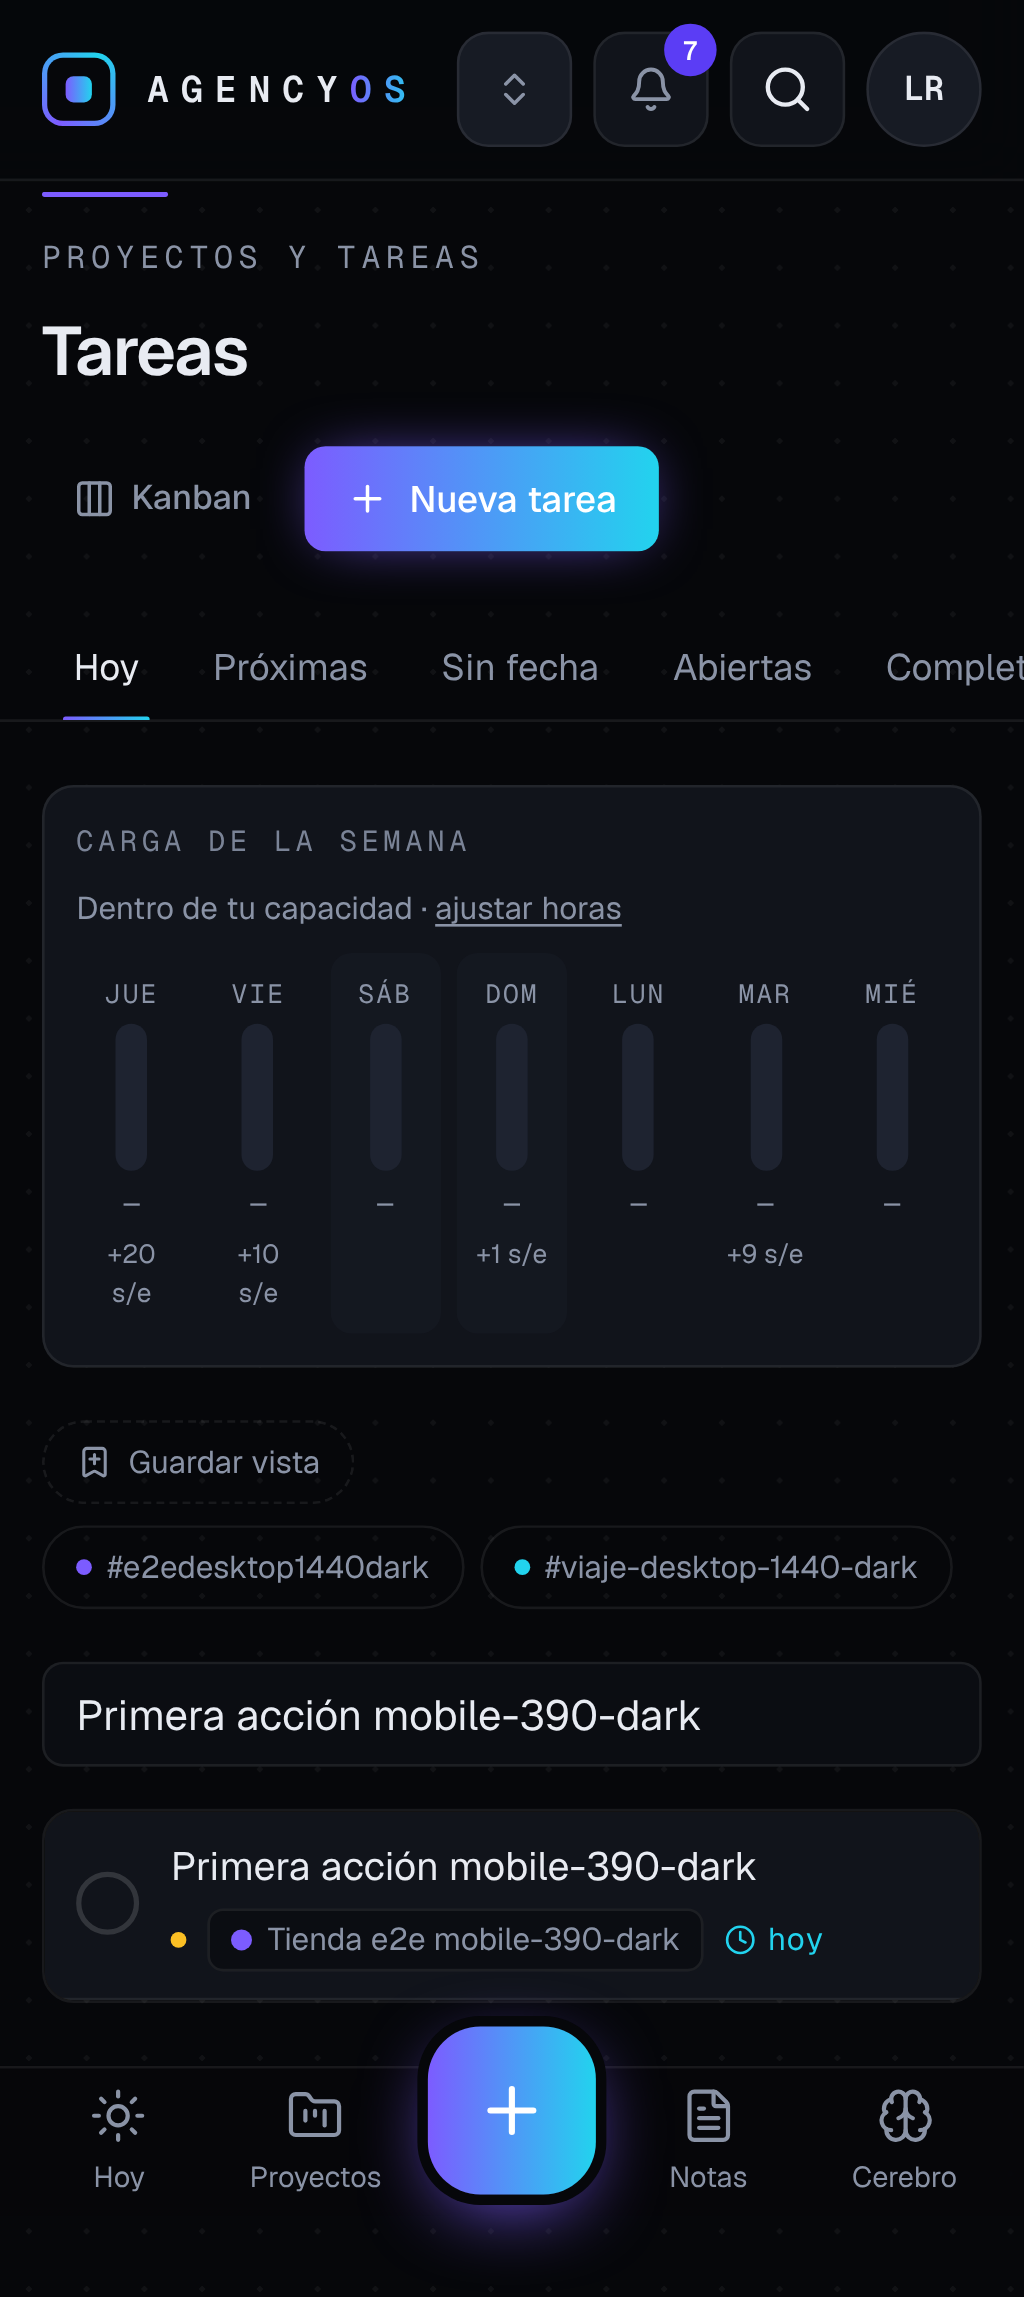 AGENCYOS
7
LR
PROYECTOS Y TAREAS
Tareas
Kanban
+ Nueva tarea
Hoy Próximas Sin fecha Abiertas Complet
CARGA DE LA SEMANA
Dentro de tu capacidad · ajustar horas
JUE VIE SÁB DOM LUN MAR MIÉ
– – – – – – –
+20 s/e +10 s/e +1 s/e +9 s/e
Guardar vista
#e2edesktop1440dark #viaje-desktop-1440-dark
Primera acción mobile-390-dark
Primera acción mobile-390-dark
Tienda e2e mobile-390-dark hoy
Hoy Proyectos Notas Cerebro